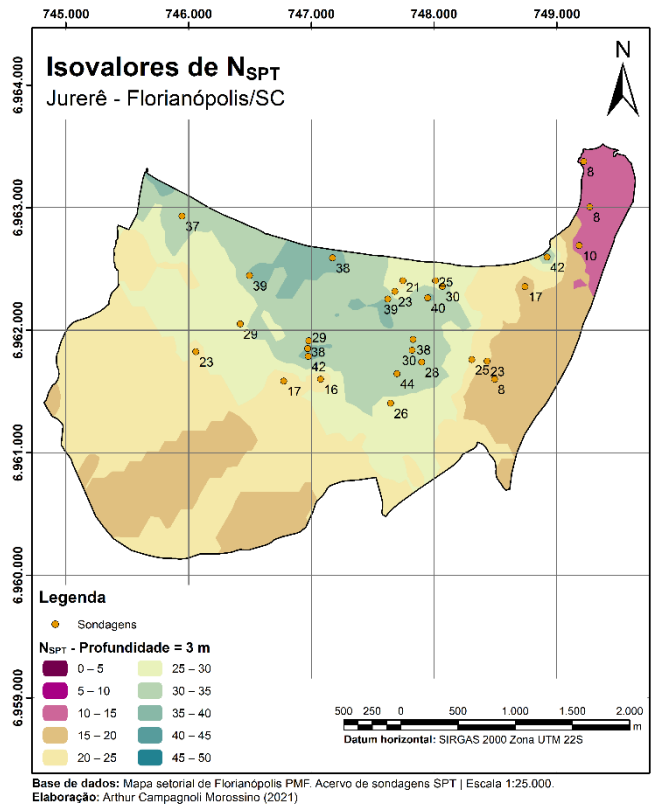 745.000 746.000 747.000 748.000 749.000
Isovalores de NSPT
Jurerê - Florianópolis/SC
N
6.964.000
6.963.000
6.962.000
6.961.000
6.960.000
6.959.000
8
8
10
42
37
38
39
21
25
30
17
23
39
40
29
29
38
42
38
30
28
23
25
23
8
17
16
44
26
Legenda
Sondagens
NSPT - Profundidade = 3 m
0 – 5 25 – 30
5 – 10 30 – 35
10 – 15 35 – 40
15 – 20 40 – 45
20 – 25 45 – 50
500 250 0 500 1.000 1.500 2.000
m
Datum horizontal: SIRGAS 2000 Zona UTM 22S
Base de dados: Mapa setorial de Florianópolis PMF. Acervo de sondagens SPT | Escala 1:25.000.
Elaboração: Arthur Campagnoli Morossino (2021)